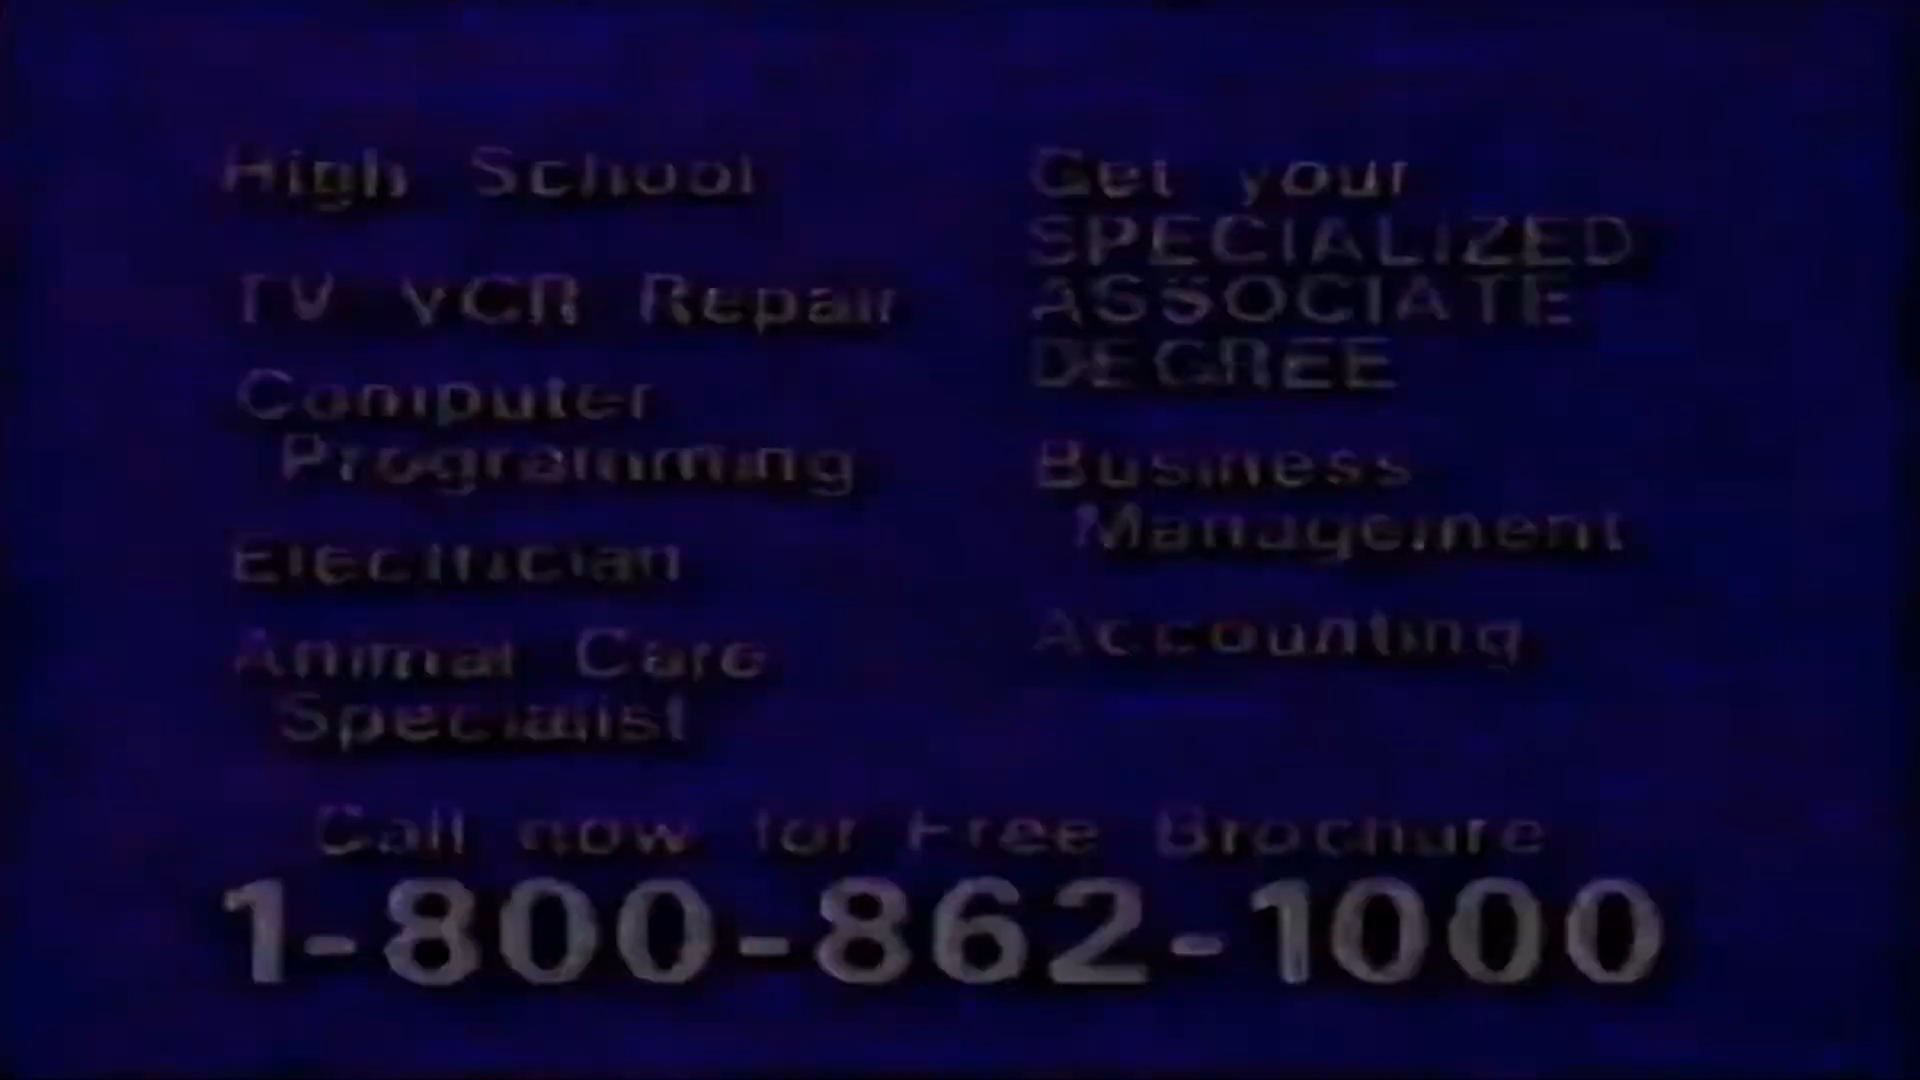 High School
TV VCR Repair
Computer
Programming
Electrician
Animal Care
Specialist
Get your
SPECIALIZED
ASSOCIATE
DEGREE
Business
Management
Accounting
Call now for Free Brochure
1-800-862-1000